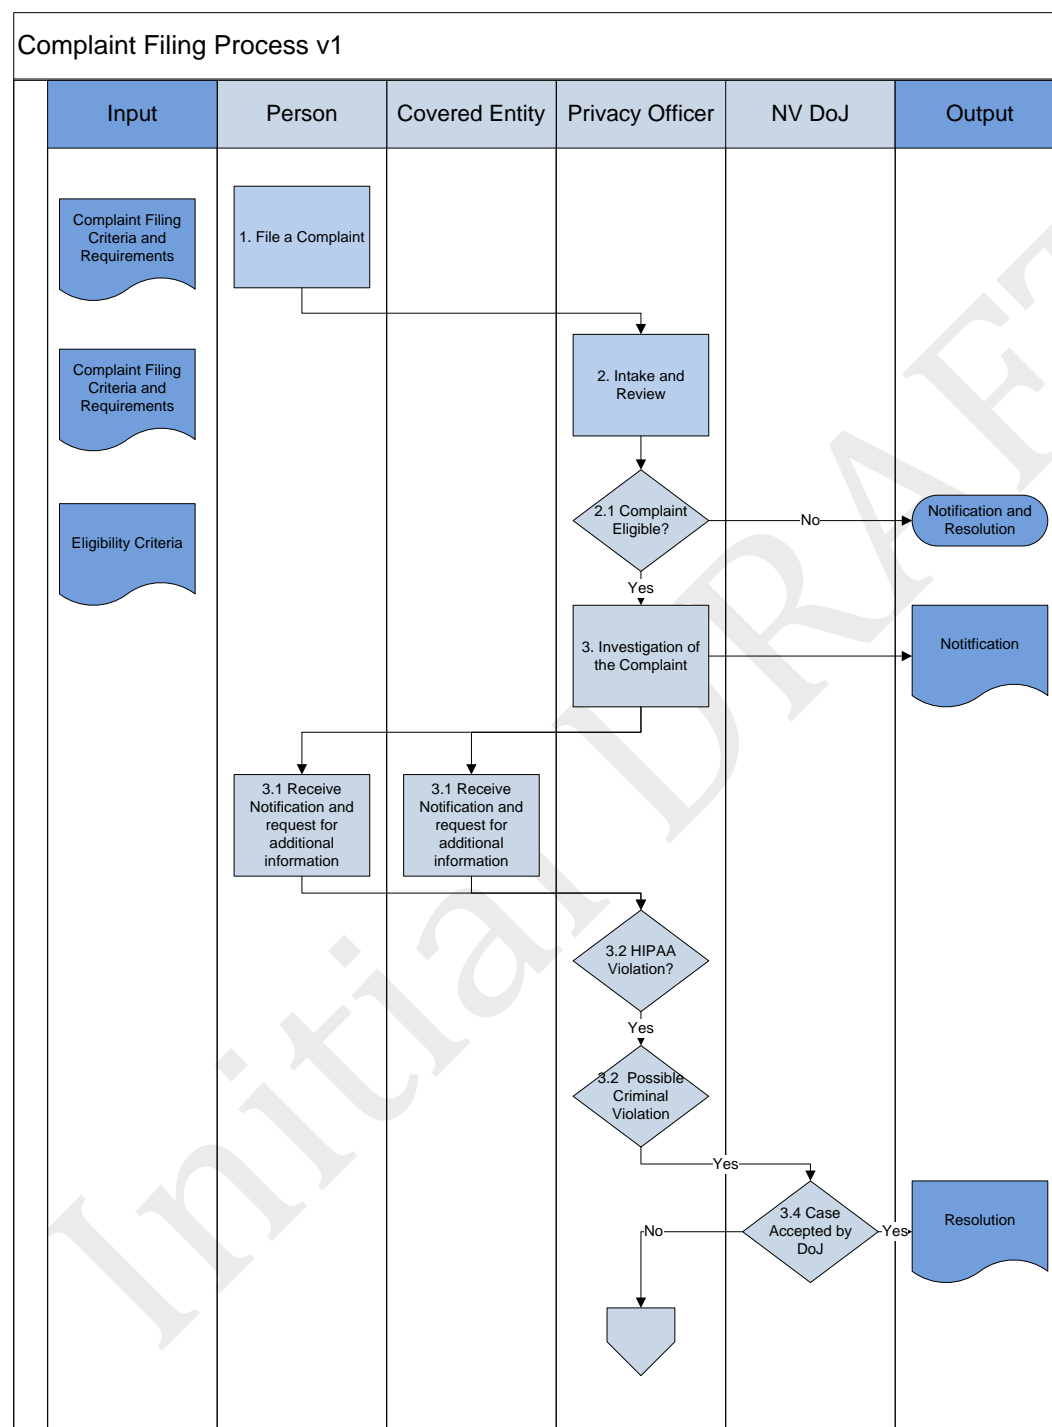 Complaint Filing Process v1
Input
Person
Covered Entity
Privacy Officer
NV DoJ
Output
Complaint Filing
Criteria and
Requirements
1. File a Complaint
Complaint Filing
Criteria and
Requirements
2. Intake and
Review
Eligibility Criteria
2.1 Complaint
Eligible?
No
Notification and
Resolution
Yes
3. Investigation of
the Complaint
Notitfication
3.1 Receive
Notification and
request for
additional
information
3.1 Receive
Notification and
request for
additional
information
3.2 HIPAA
Violation?
Yes
3.2 Possible
Criminal
Violation
Yes
3.4 Case
Accepted by
DoJ
No
Yes
Resolution
Initial DRAFT